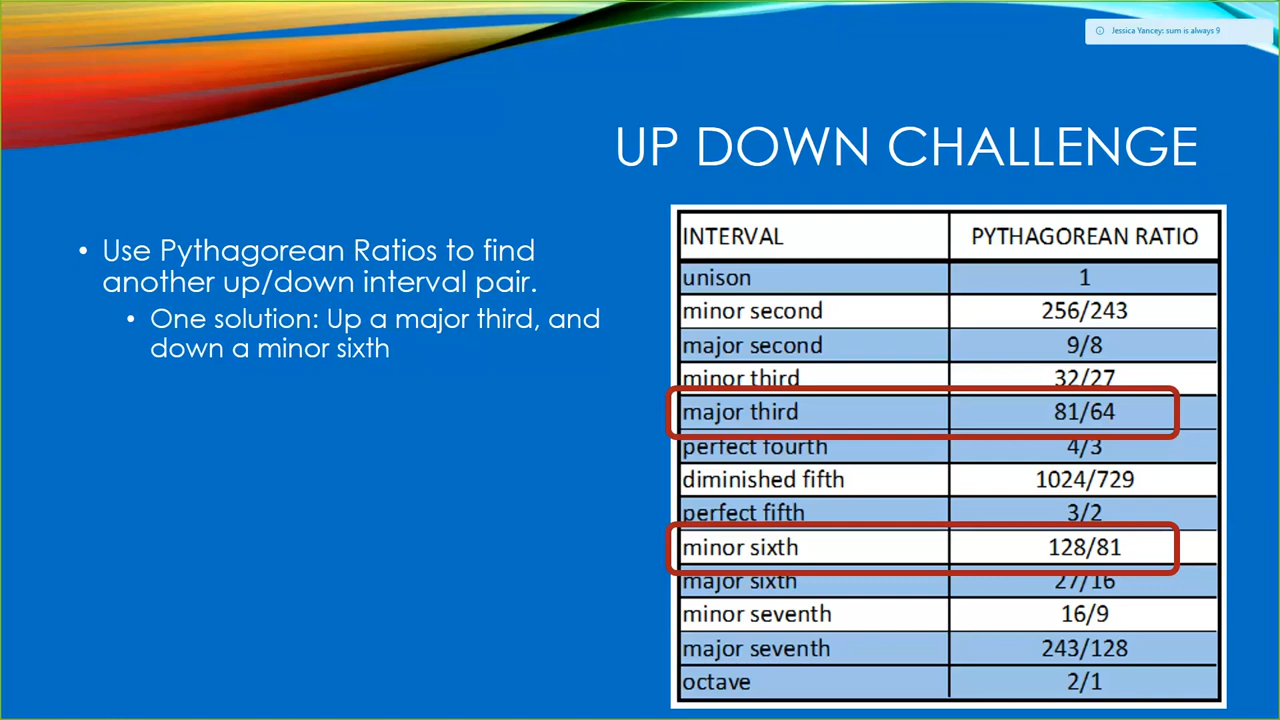 Jessica Yancey: sum is always 9
UP DOWN CHALLENGE
• Use Pythagorean Ratios to find
another up/down interval pair.
• One solution: Up a major third, and
down a minor sixth
INTERVAL PYTHAGOREAN RATIO
unison 1
minor second 256/243
major second 9/8
minor third 32/27
major third 81/64
perfect fourth 4/3
diminished fifth 1024/729
perfect fifth 3/2
minor sixth 128/81
major sixth 27/16
minor seventh 16/9
major seventh 243/128
octave 2/1